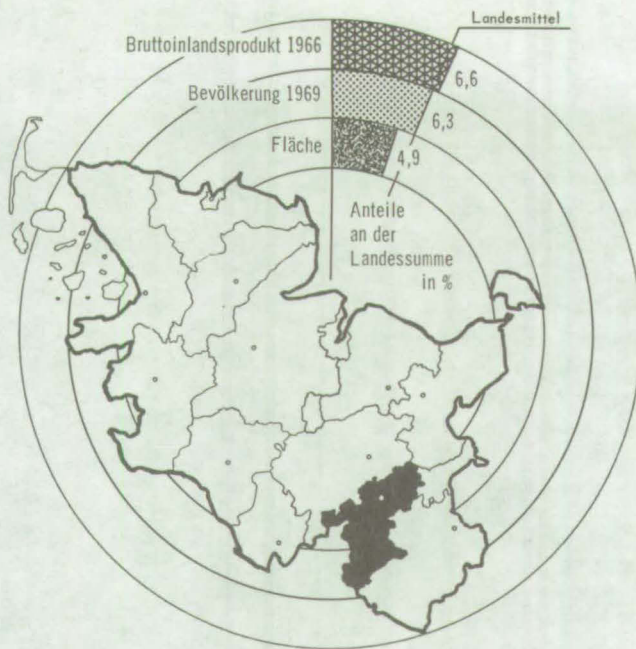 Landesmittel
Bruttoinlandsprodukt 1966
6,6
Bevölkerung 1969
6,3
Fläche
4,9
Anteile
an der
Landessumme
in %